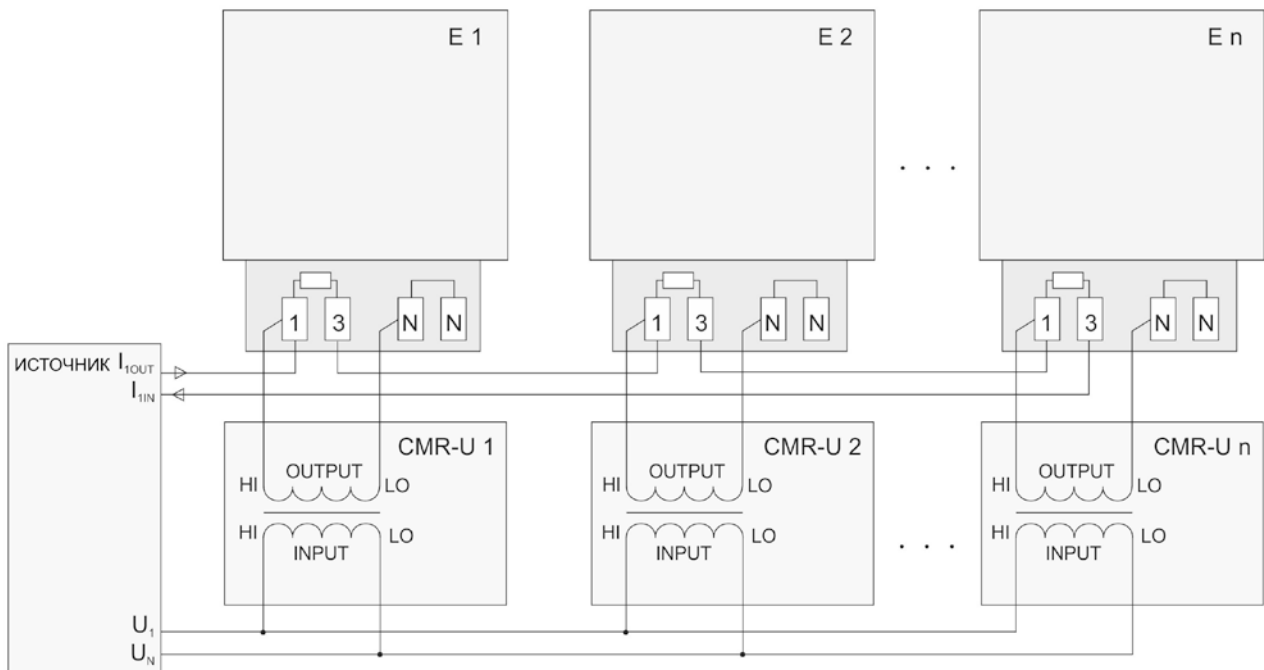 E 1
E 2
E n
. . .
1 3 N N
1 3 N N
1 3 N N
ИСТОЧНИК I1OUT
I1IN
CMR-U 1
CMR-U 2
CMR-U n
HI OUTPUT LO
HI OUTPUT LO
HI OUTPUT LO
HI INPUT LO
HI INPUT LO
HI INPUT LO
. . .
U1
UN